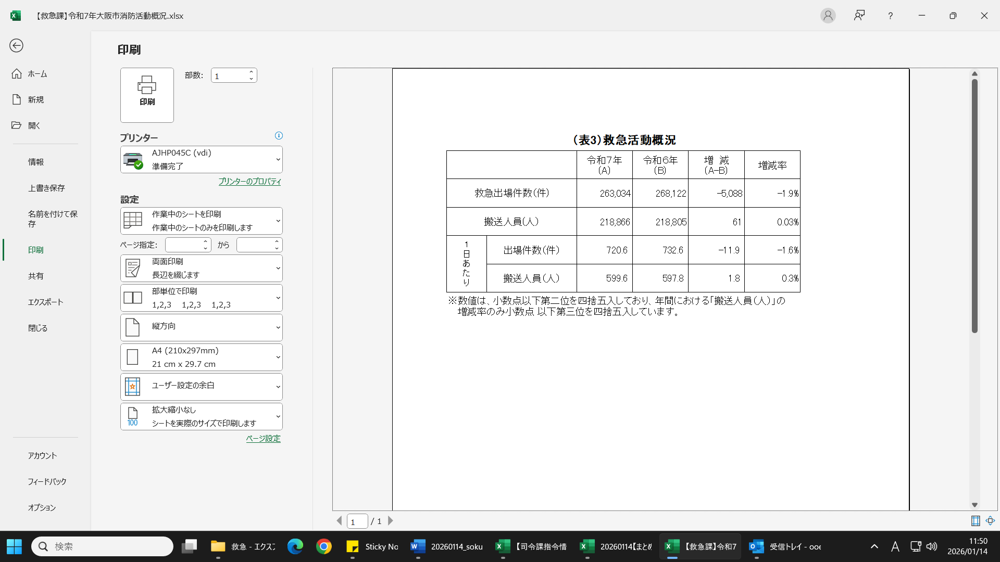 【救急課】令和7年大阪市消防活動概況.xlsx
?
ホーム
新規
開く
情報
上書き保存
名前を付けて保
存
印刷
共有
エクスポート
閉じる
アカウント
フィードバック
オプション
印刷
印刷
部数: 1
プリンター
AJHP045C (vdi)
準備完了
プリンターのプロパティ
設定
作業中のシートを印刷
作業中のシートのみを印刷します
ページ指定: から
両面印刷
長辺を綴じます
部単位で印刷
1,2,3 1,2,3 1,2,3
縦方向
A4 (210x297mm)
21 cm x 29.7 cm
ユーザー設定の余白
100
拡大縮小なし
シートを実際のサイズで印刷します
ページ設定
（表3）救急活動概況
令和7年
（A） 令和6年
（B） 増 減
（A−B） 増減率
救急出場件数（件） 263,034 268,122 −5,088 −1.9%
搬送人員（人） 218,866 218,805 61 0.03%
1日あたり
出場件数（件） 720.6 732.6 −11.9 −1.6%
搬送人員（人） 599.6 597.8 1.8 0.3%
※数値は、小数点以下第二位を四捨五入しており、年間における「搬送人員（人）」の
増減率のみ小数点 以下第三位を四捨五入しています。
1 / 1
検索
救急 - エクスプ
Sticky No
20260114_soku
【司令課指令情
20260114【まとめ
【救急課】令和7
受信トレイ - ooe
A
11:50
2026/01/14